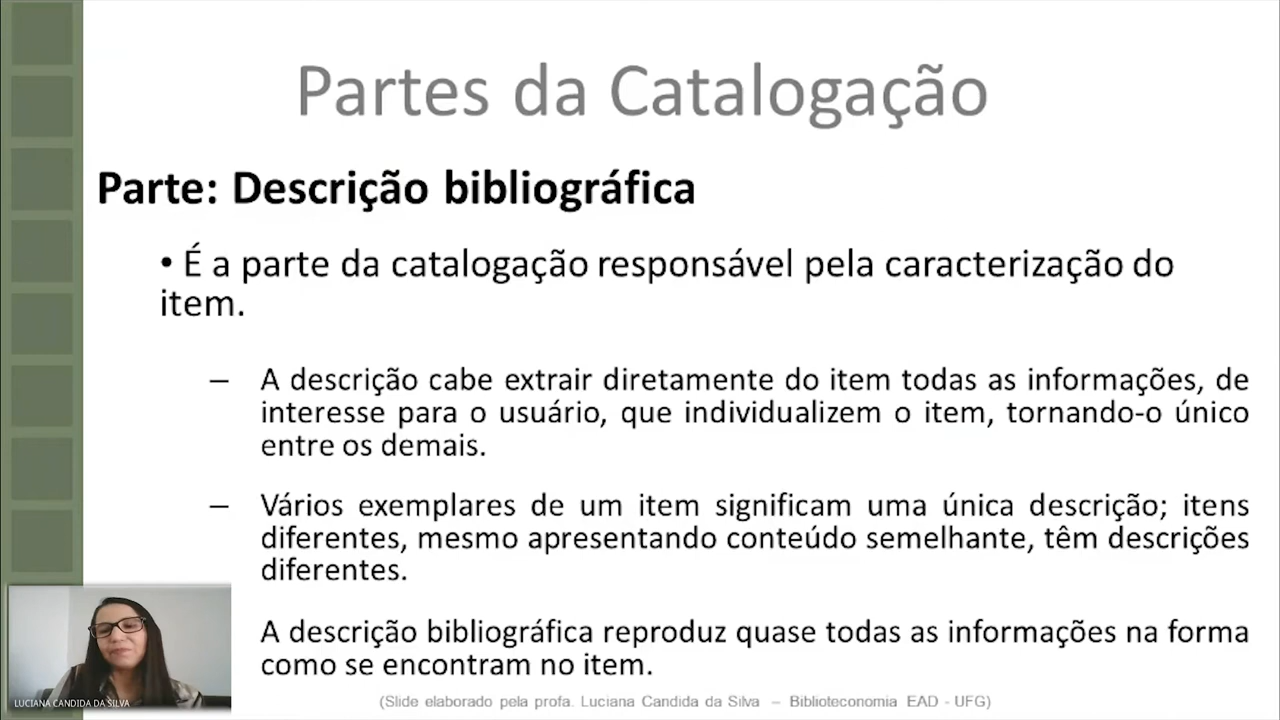 Partes da Catalogação
Parte: Descrição bibliográfica
• É a parte da catalogação responsável pela caracterização do
item.
– A descrição cabe extrair diretamente do item todas as informações, de
interesse para o usuário, que individualizem o item, tornando-o único
entre os demais.
– Vários exemplares de um item significam uma única descrição; itens
diferentes, mesmo apresentando conteúdo semelhante, têm descrições
diferentes.
A descrição bibliográfica reproduz quase todas as informações na forma
como se encontram no item.
(Slide elaborado pela profa. Luciana Candida da Silva – Biblioteconomia EAD - UFG)
LUCIANA CANDIDA DA SILVA